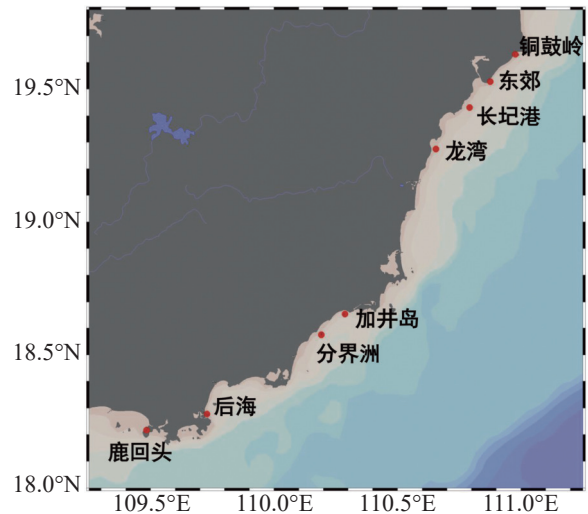 铜鼓岭
19.5°N
东郊
长圮港
龙湾
19.0°N
加井岛
18.5°N
分界洲
后海
鹿回头
18.0°N
109.5°E
110.0°E
110.5°E
111.0°E